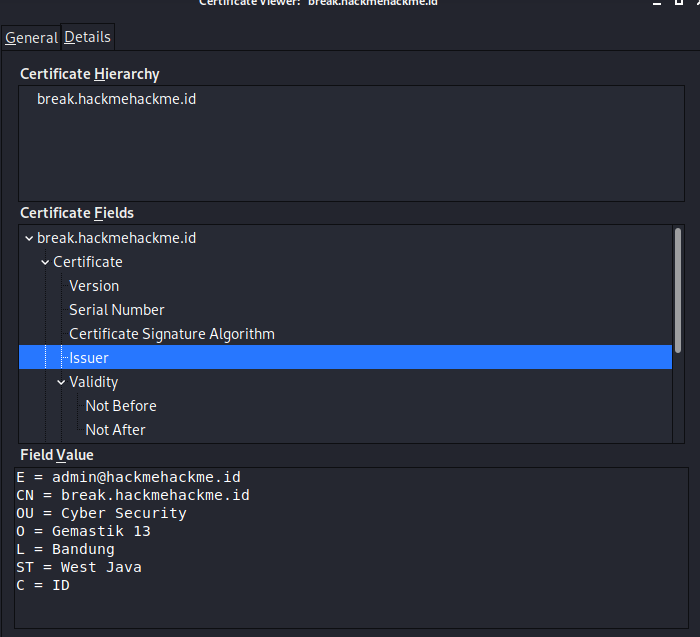 Certificate Viewer: "break.hackmehackme.id"
General Details
Certificate Hierarchy
break.hackmehackme.id
Certificate Fields
break.hackmehackme.id
Certificate
Version
Serial Number
Certificate Signature Algorithm
Issuer
Validity
Not Before
Not After
Field Value
E = admin@hackmehackme.id
CN = break.hackmehackme.id
OU = Cyber Security
O = Gemastik 13
L = Bandung
ST = West Java
C = ID